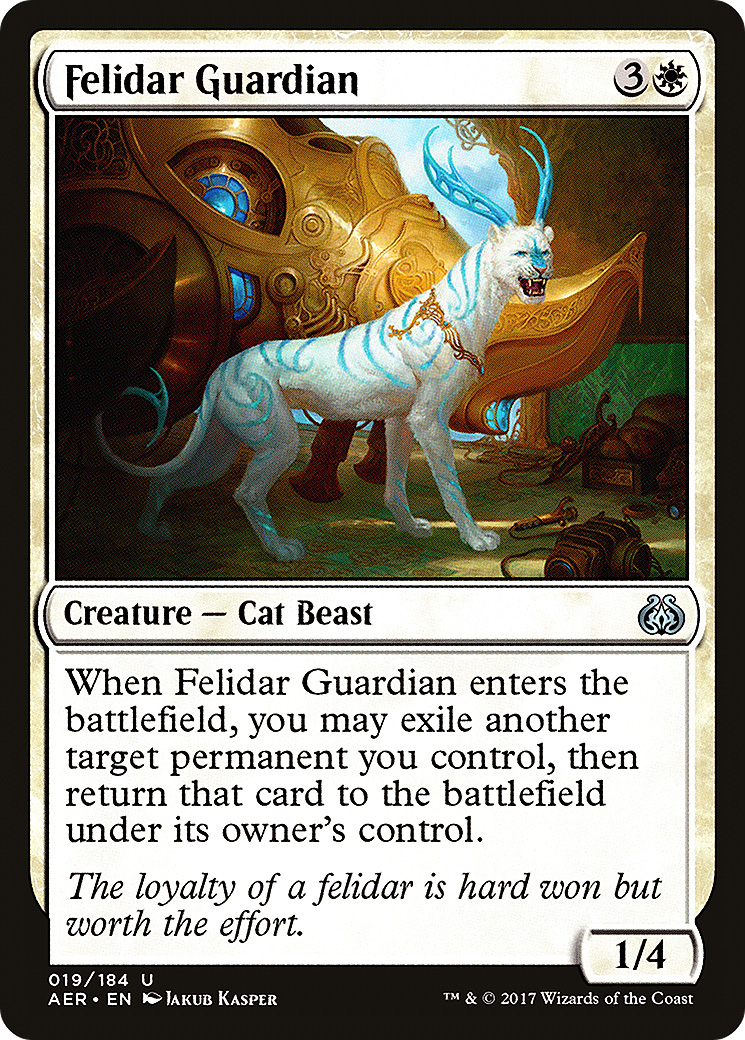 Felidar Guardian 3
Creature — Cat Beast
When Felidar Guardian enters the
battlefield, you may exile another
target permanent you control, then
return that card to the battlefield
under its owner's control.
The loyalty of a felidar is hard won but
worth the effort.
1/4
019/184 U
AER • EN Jakub Kasper
™ & © 2017 Wizards of the Coast